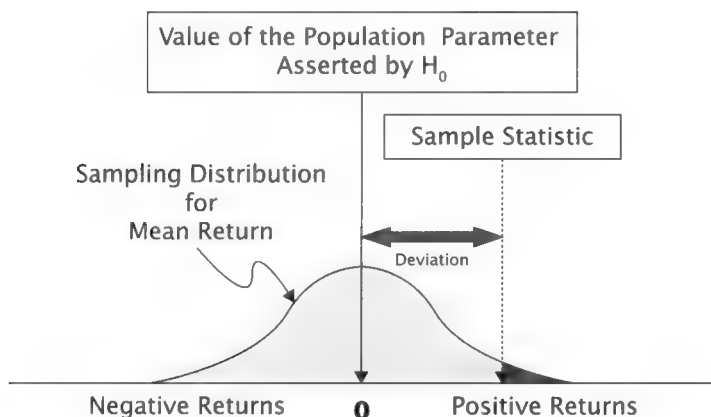 Value of the Population Parameter
Asserted by H₀
Sample Statistic
Sampling Distribution
for
Mean Return
Deviation
Negative Returns
0
Positive Returns